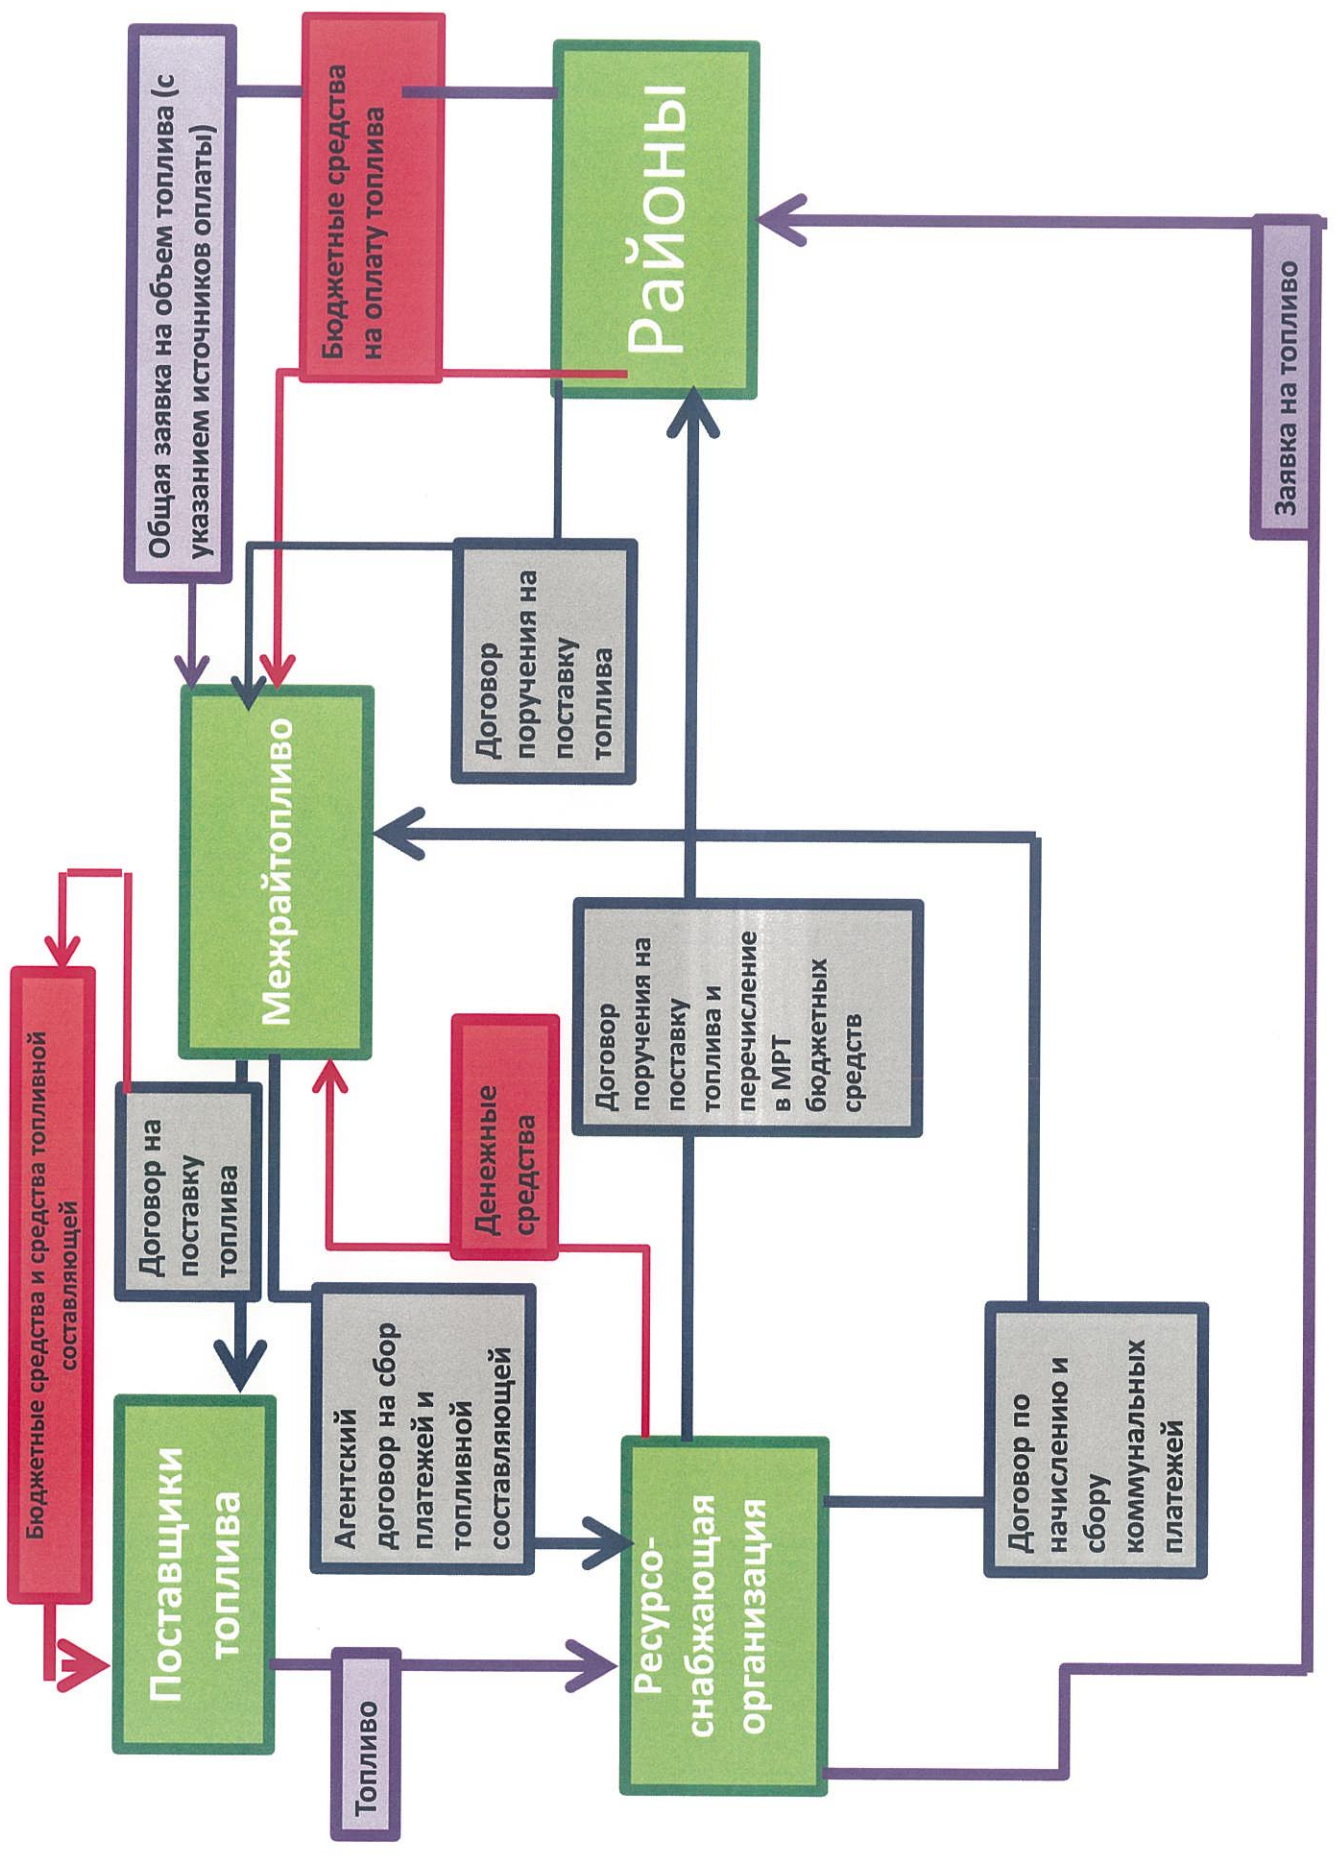 Бюджетные средства и средства топливной
составляющей
Поставщики
топлива
Договор на
поставку
топлива
Межрайтопливо
Общая заявка на объем топлива (с
указанием источников оплаты)
Бюджетные средства
на оплату топлива
Районы
Договор
поручения на
поставку
топлива
Топливо
Агентский
договор на сбор
платежей и
топливной
составляющей
Денежные
средства
Договор
поручения на
поставку
топлива и
перечисление
в МРТ
бюджетных
средств
Ресурсо-
снабжающая
организация
Договор по
начислению и
сбору
коммунальных
платежей
Заявка на топливо